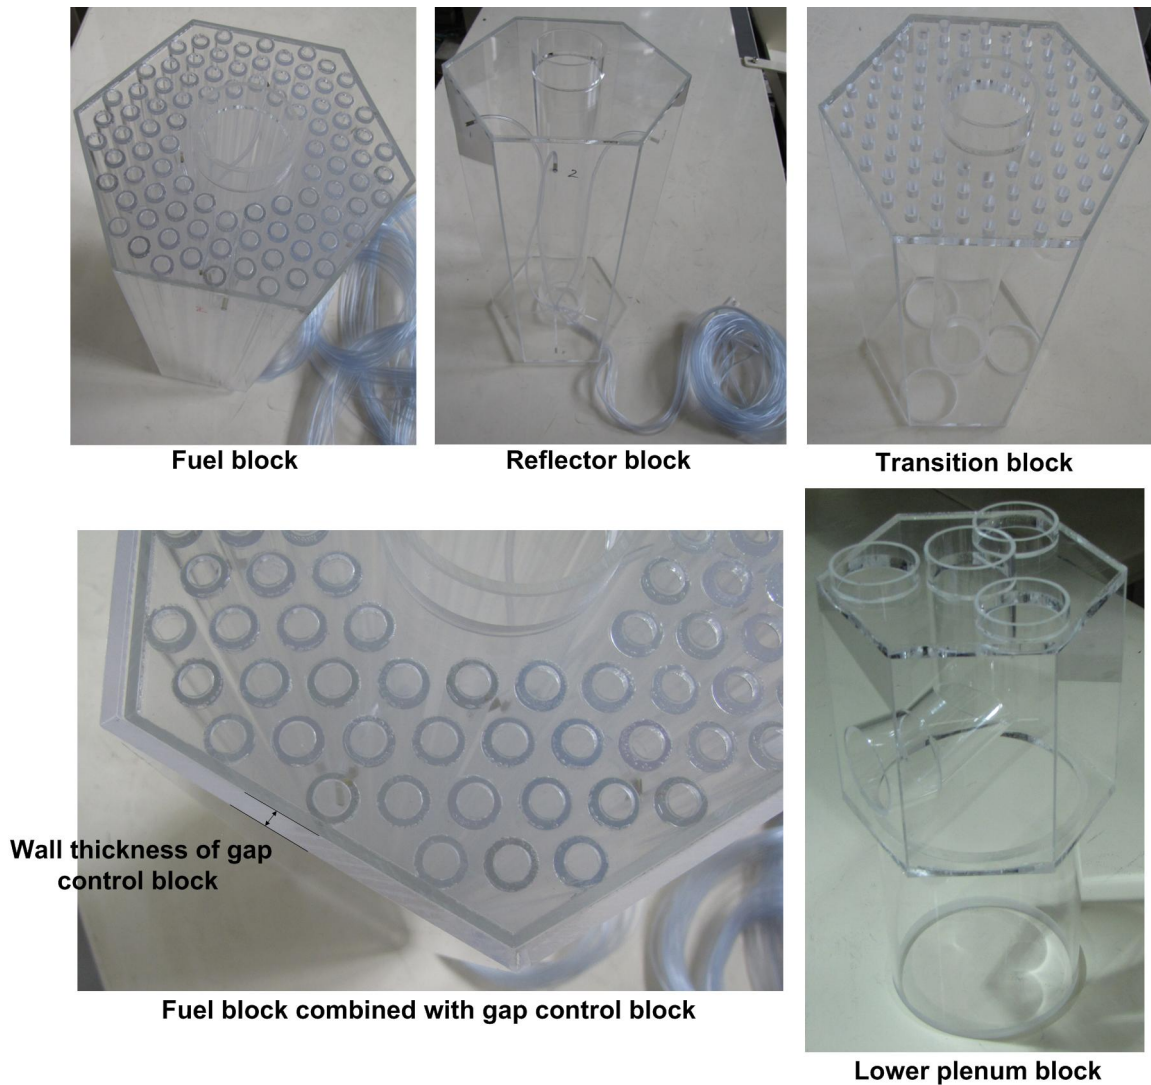 Fuel block
Reflector block
Transition block
Wall thickness of gap
control block
Fuel block combined with gap control block
Lower plenum block
2